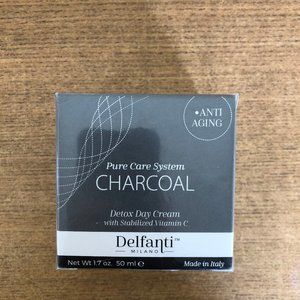 •ANTI
AGING
Pure Care System
CHARCOAL
Detox Day Cream
with Stabilized Vitamin C
Delfanti™
MILANO
Net Wt 1.7 oz. 50 ml ℮ Made in Italy